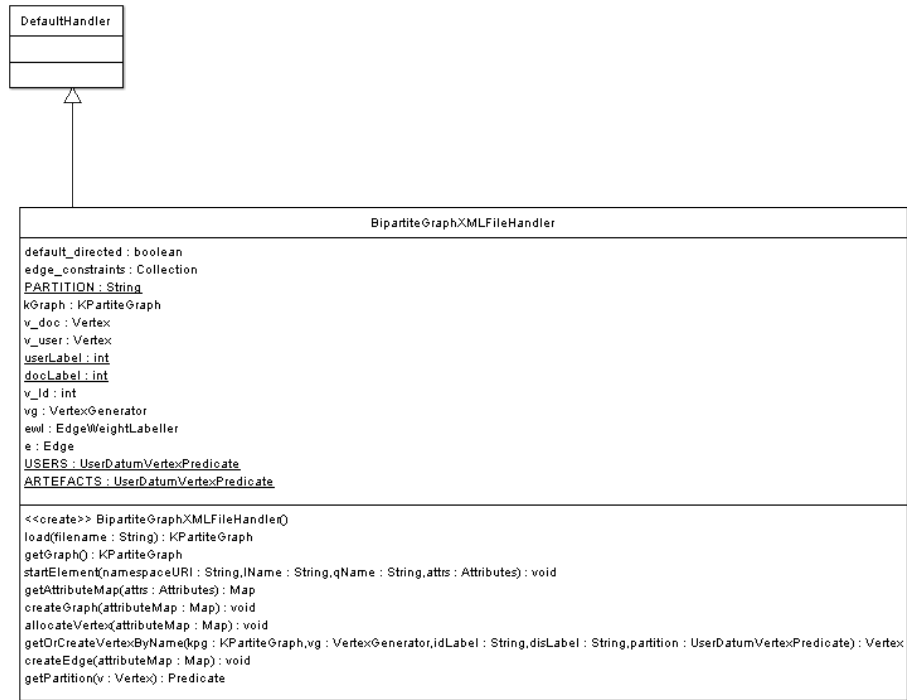 DefaultHandler
BipartiteGraphXMLFileHandler
default_directed : boolean
edge_constraints : Collection
PARTITION : String
kGraph : KPartiteGraph
v_doc : Vertex
v_user : Vertex
userLabel : int
docLabel : int
v_Id : int
vg : VertexGenerator
ewl : EdgeWeightLabeller
e : Edge
USERS : UserDatumVertexPredicate
ARTEFACTS : UserDatumVertexPredicate
<<create>> BipartiteGraphXMLFileHandler()
load(filename : String) : KPartiteGraph
getGraph() : KPartiteGraph
startElement(namespaceURI : String,lName : String,qName : String,attrs : Attributes) : void
getAttributeMap(attrs : Attributes) : Map
createGraph(attributeMap : Map) : void
allocateVertex(attributeMap : Map) : void
getOrCreateVertexByName(kpg : KPartiteGraph,vg : VertexGenerator,idLabel : String,disLabel : String,partition : UserDatumVertexPredicate) : Vertex
createEdge(attributeMap : Map) : void
getPartition(v : Vertex) : Predicate